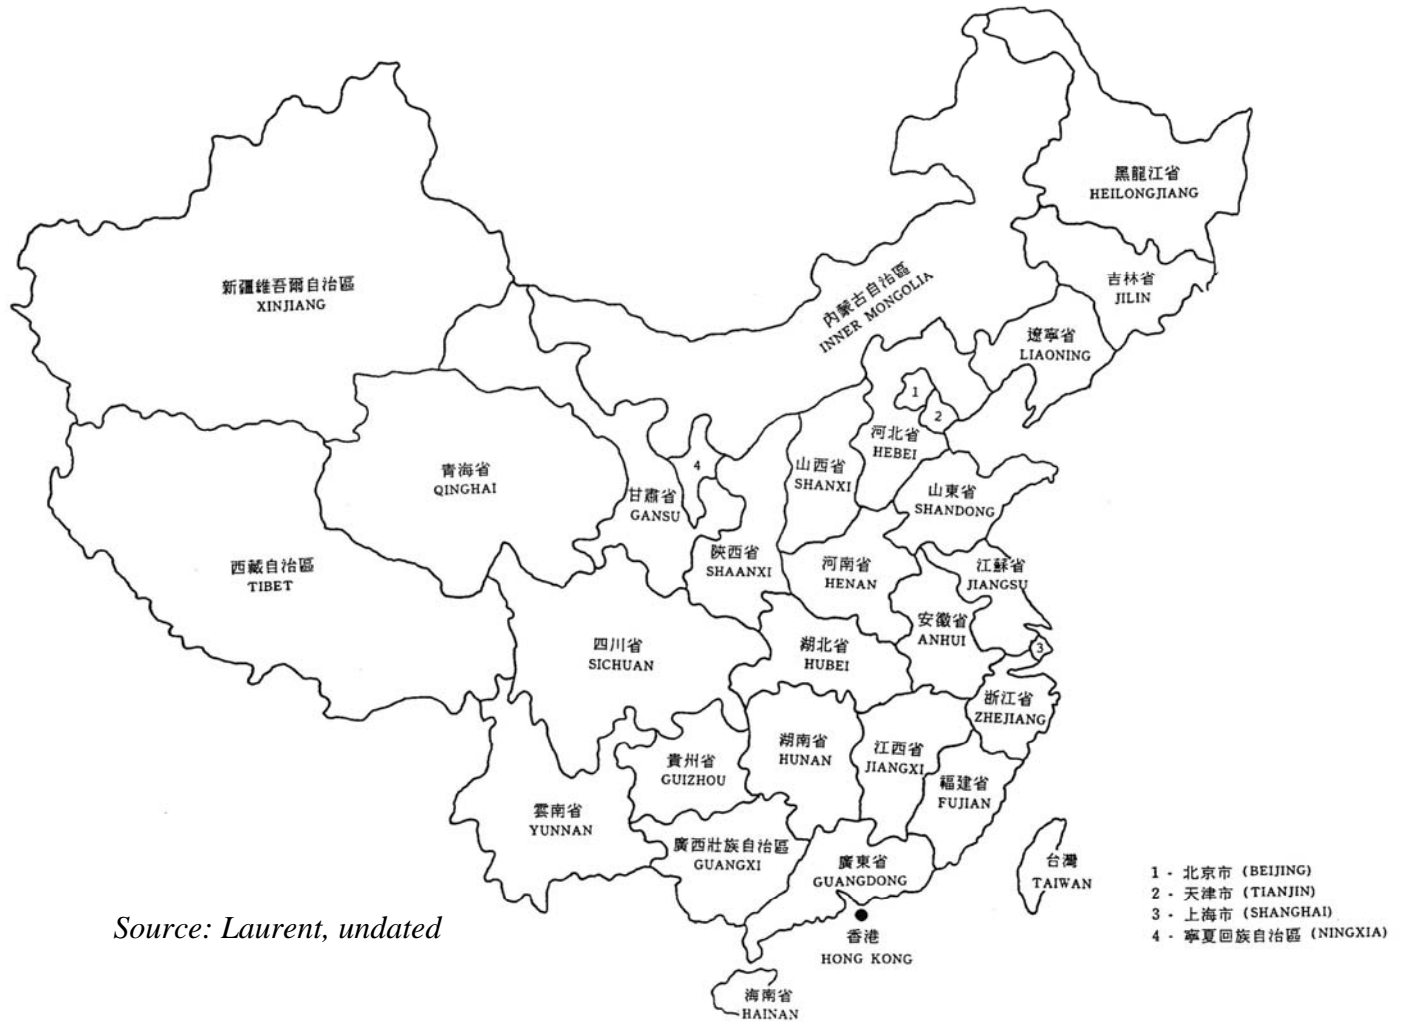 黑龍江省
HEILONGJIANG
吉林省
JILIN
新疆維吾爾自治區
XINJIANG
內蒙古自治區
INNER MONGOLIA
遼寧省
LIAONING
1
2
河北省
HEBEI
青海省
QINGHAI
4
山西省
SHANXI
甘肅省
GANSU
山東省
SHANDONG
西藏自治區
TIBET
陝西省
SHAANXI
河南省
HENAN
江蘇省
JIANGSU
安徽省
ANHUI
四川省
SICHUAN
湖北省
HUBEI
3
浙江省
ZHEJIANG
貴州省
GUIZHOU
湖南省
HUNAN
江西省
JIANGXI
福建省
FUJIAN
雲南省
YUNNAN
廣西壯族自治區
GUANGXI
廣東省
GUANGDONG
台灣
TAIWAN
香港
HONG KONG
海南省
HAINAN
1 - 北京市 (BEIJING)
2 - 天津市 (TIANJIN)
3 - 上海市 (SHANGHAI)
4 - 寧夏回族自治區 (NINGXIA)
Source: Laurent, undated